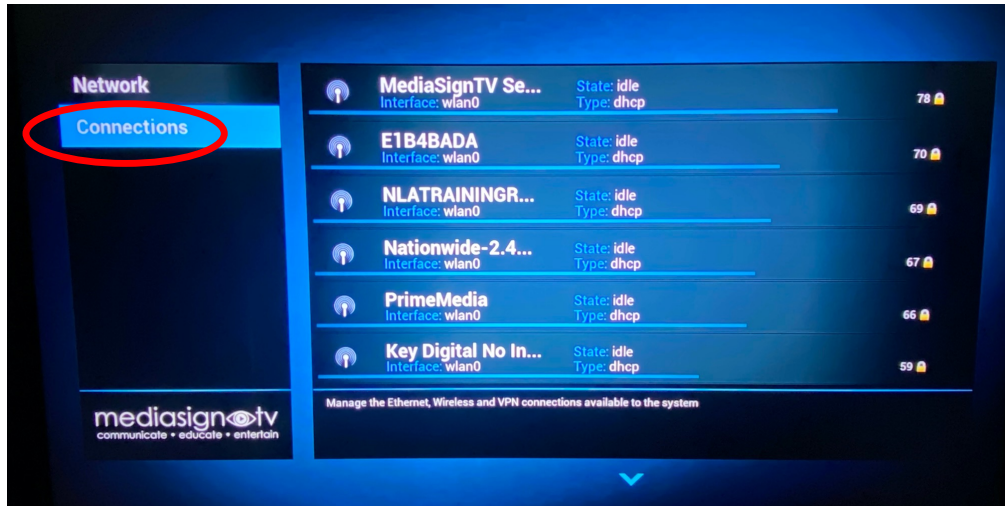 Network
Connections
MediaSignTV Se...
Interface: wlan0
State: idle
Type: dhcp
78
E1B4BADA
Interface: wlan0
State: idle
Type: dhcp
70
NLATRAININGR...
Interface: wlan0
State: idle
Type: dhcp
69
Nationwide-2.4...
Interface: wlan0
State: idle
Type: dhcp
67
PrimeMedia
Interface: wlan0
State: idle
Type: dhcp
66
Key Digital No In...
Interface: wlan0
State: idle
Type: dhcp
59
mediasigntv
communicate • educate • entertain
Manage the Ethernet, Wireless and VPN connections available to the system